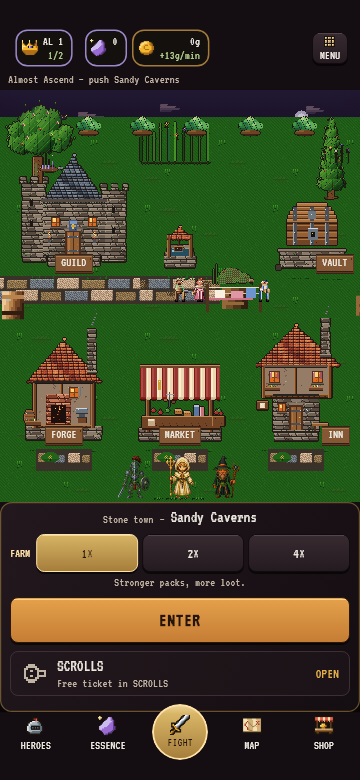 AL 1
1/2
0
0g
+13g/min
MENU
Almost Ascend - push Sandy Caverns
GUILD
VAULT
FORGE
MARKET
INN
Stone town - Sandy Caverns
FARM
1X
2X
4X
Stronger packs, more loot.
ENTER
SCROLLS
Free ticket in SCROLLS
OPEN
HEROES
ESSENCE
FIGHT
MAP
SHOP